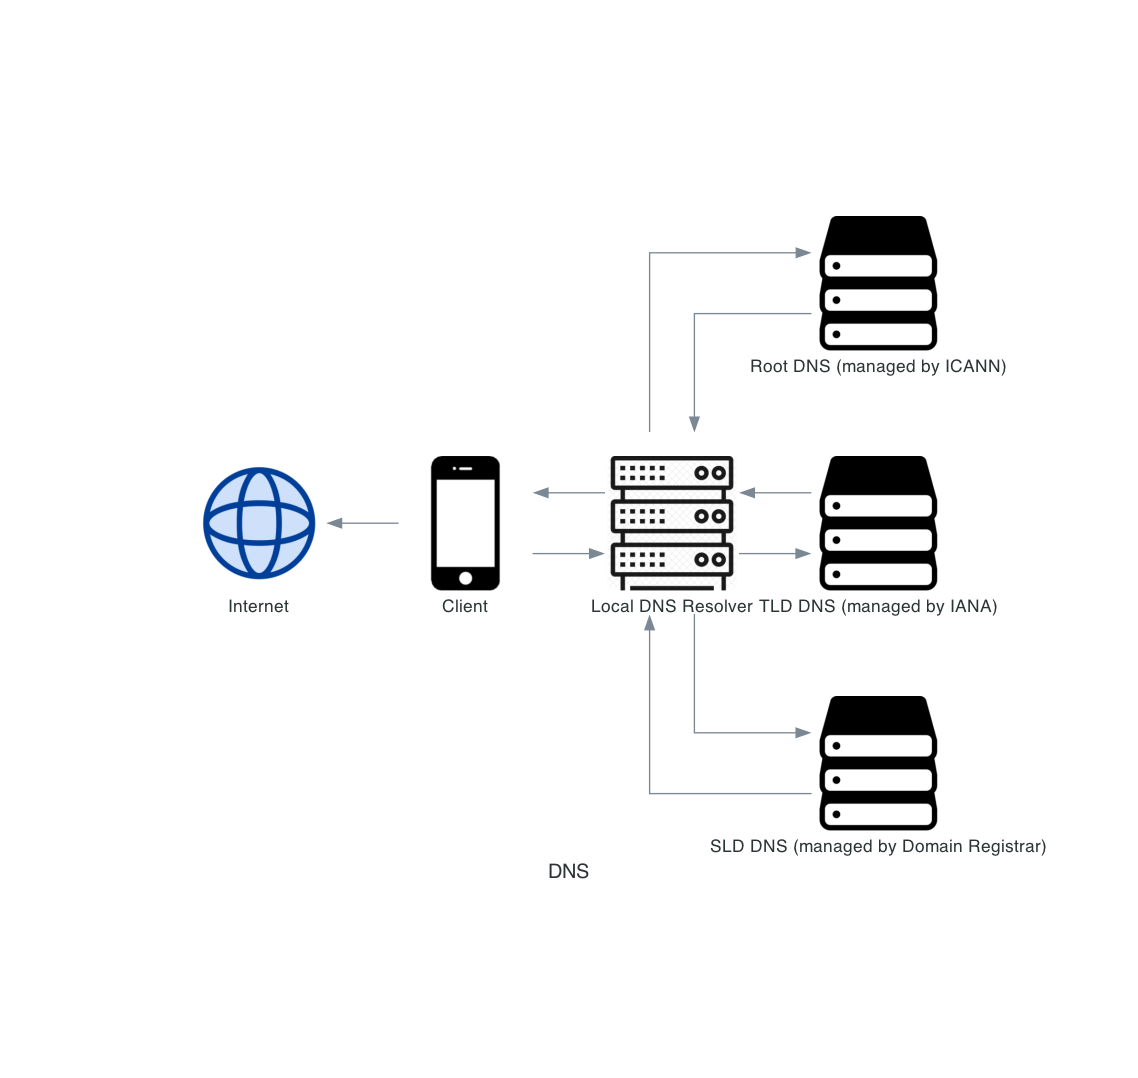 Root DNS (managed by ICANN)
Internet
Client
Local DNS Resolver
TLD DNS (managed by IANA)
SLD DNS (managed by Domain Registrar)
DNS